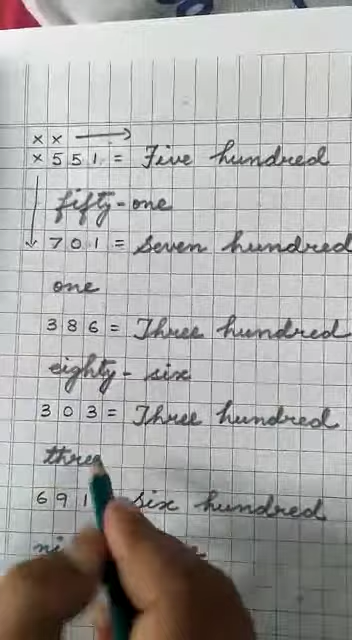 × × →
× 5 5 1 = Five hundred
fifty-one
↓ 7 0 1 = Seven hundred
one
3 8 6 = Three hundred
eighty-six
3 0 3 = Three hundred
three
6 9 1 six hundred